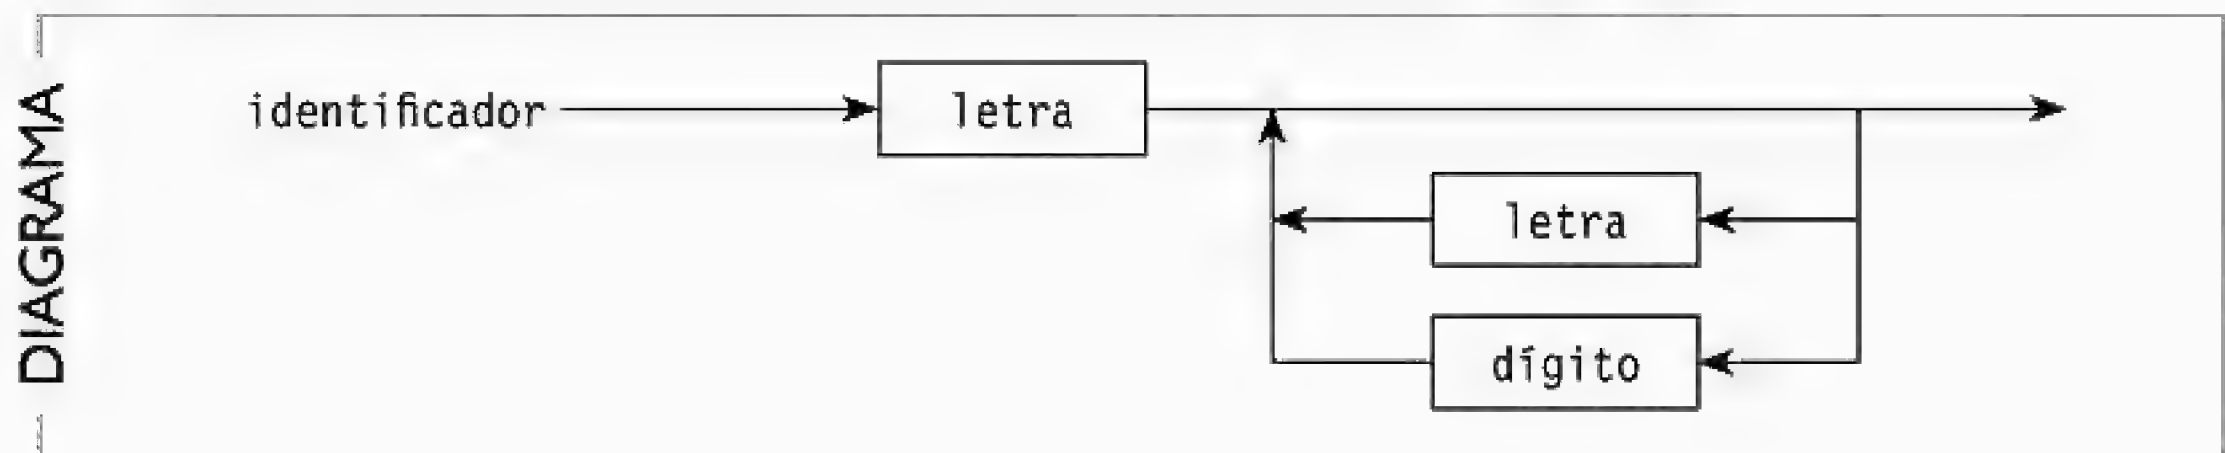 DIAGRAMA
identificador
letra
letra
dígito